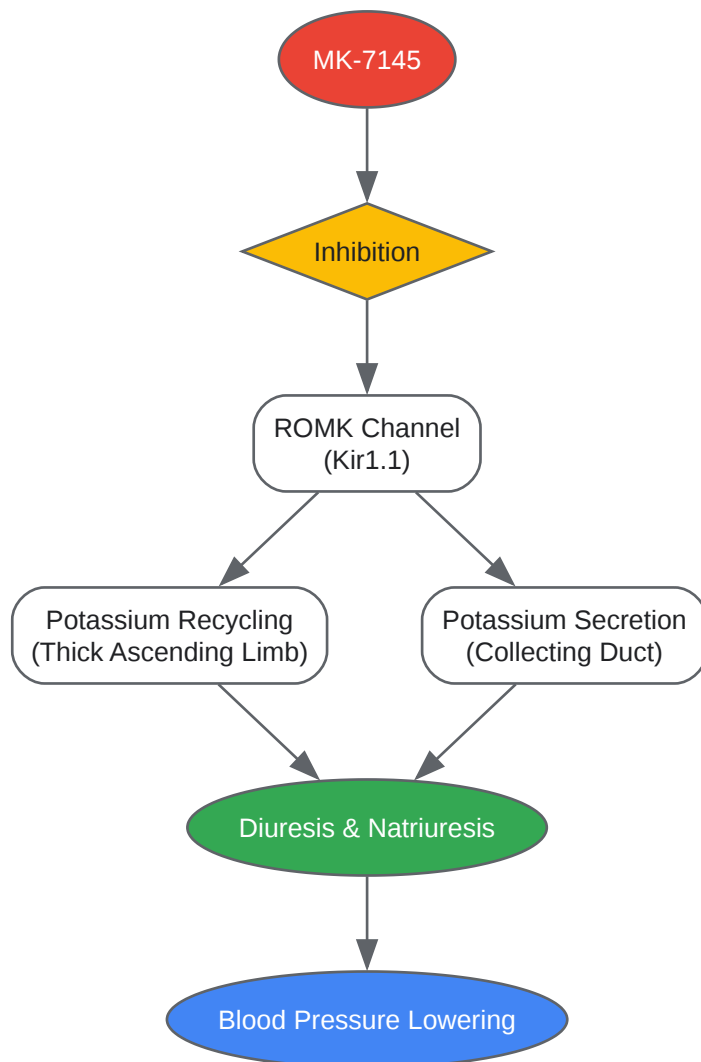 MK-7145
Inhibition
ROMK Channel
(Kir1.1)
Potassium Recycling
(Thick Ascending Limb)
Potassium Secretion
(Collecting Duct)
Diuresis & Natriuresis
Blood Pressure Lowering